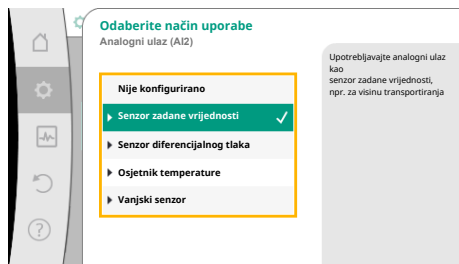 Odaberite način uporabe
Analogni ulaz (AI2)
Nije konfigurirano
Senzor zadane vrijednosti
Senzor diferencijalnog tlaka
Osjetnik temperature
Vanjski senzor
Upotrebljavajte analogni ulaz
kao
senzor zadane vrijednosti,
npr. za visinu transportiranja